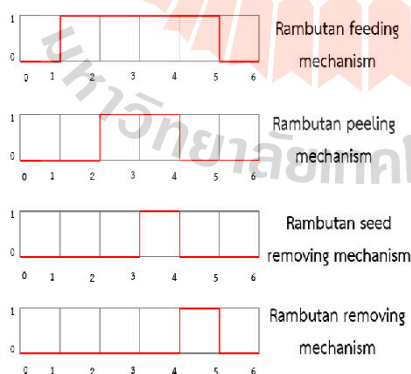 1
0
0 1 2 3 4 5 6
Rambutan feeding
mechanism
1
0
0 1 2 3 4 5 6
Rambutan peeling
mechanism
1
0
0 1 2 3 4 5 6
Rambutan seed
removing mechanism
1
0
0 1 2 3 4 5 6
Rambutan removing
mechanism